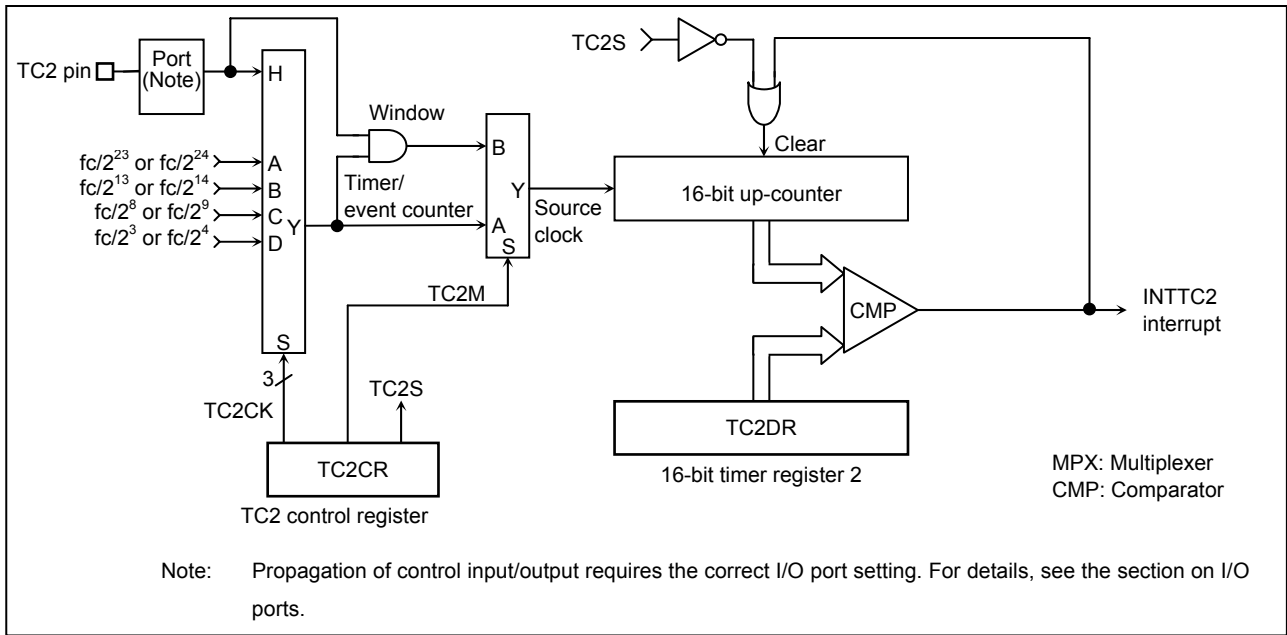 TC2 pin
Port
(Note)
H
fc/2²³ or fc/2²⁴
A
fc/2¹³ or fc/2¹⁴
B
fc/2⁸ or fc/2⁹
C
Y
fc/2³ or fc/2⁴
D
S
3
TC2CK
Window
Timer/
event counter
B
Y
A
S
TC2M
TC2S
TC2CR
TC2 control register
Source
clock
TC2S
Clear
16-bit up-counter
CMP
INTTC2
interrupt
TC2DR
16-bit timer register 2
MPX: Multiplexer
CMP: Comparator
Note: Propagation of control input/output requires the correct I/O port setting. For details, see the section on I/O
ports.